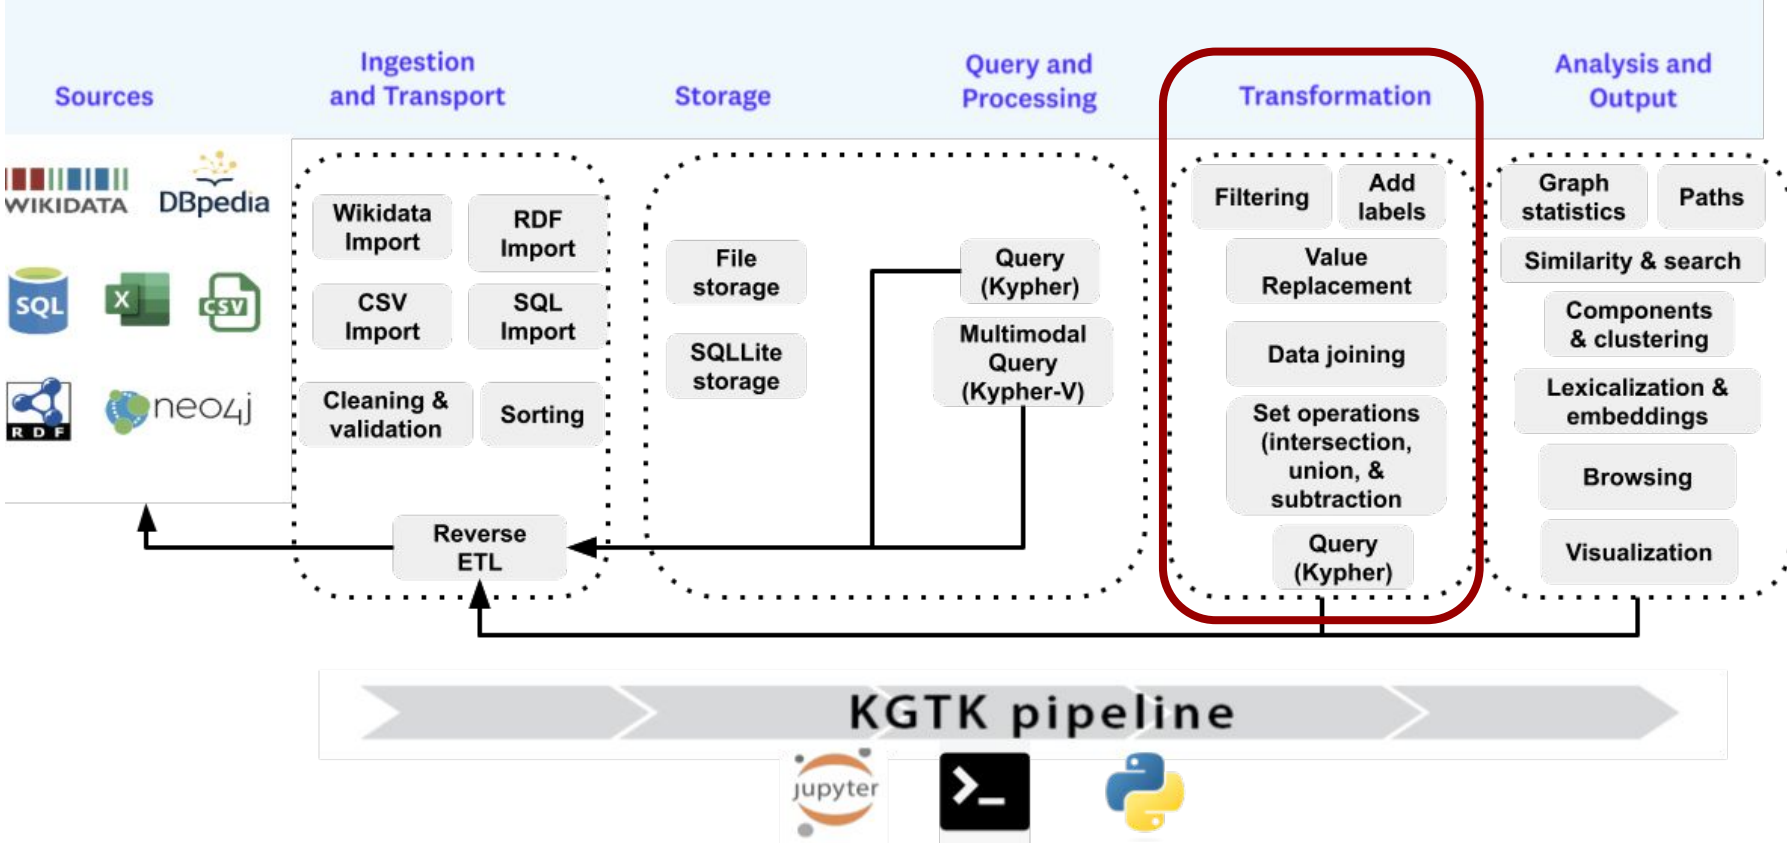 Sources
Ingestion
and Transport
Storage
Query and
Processing
Transformation
Analysis and
Output
WIKIDATA
DBpedia
SQL
X
CSV
RDF
neo4j
Wikidata
Import
RDF
Import
CSV
Import
SQL
Import
Cleaning &
validation
Sorting
Reverse
ETL
File
storage
SQLLite
storage
Query
(Kypher)
Multimodal
Query
(Kypher-V)
Filtering
Add
labels
Value
Replacement
Data joining
Set operations
(intersection,
union, &
subtraction
Query
(Kypher)
Graph
statistics
Paths
Similarity & search
Components
& clustering
Lexicalization &
embeddings
Browsing
Visualization
KGTK pipeline
jupyter
>_